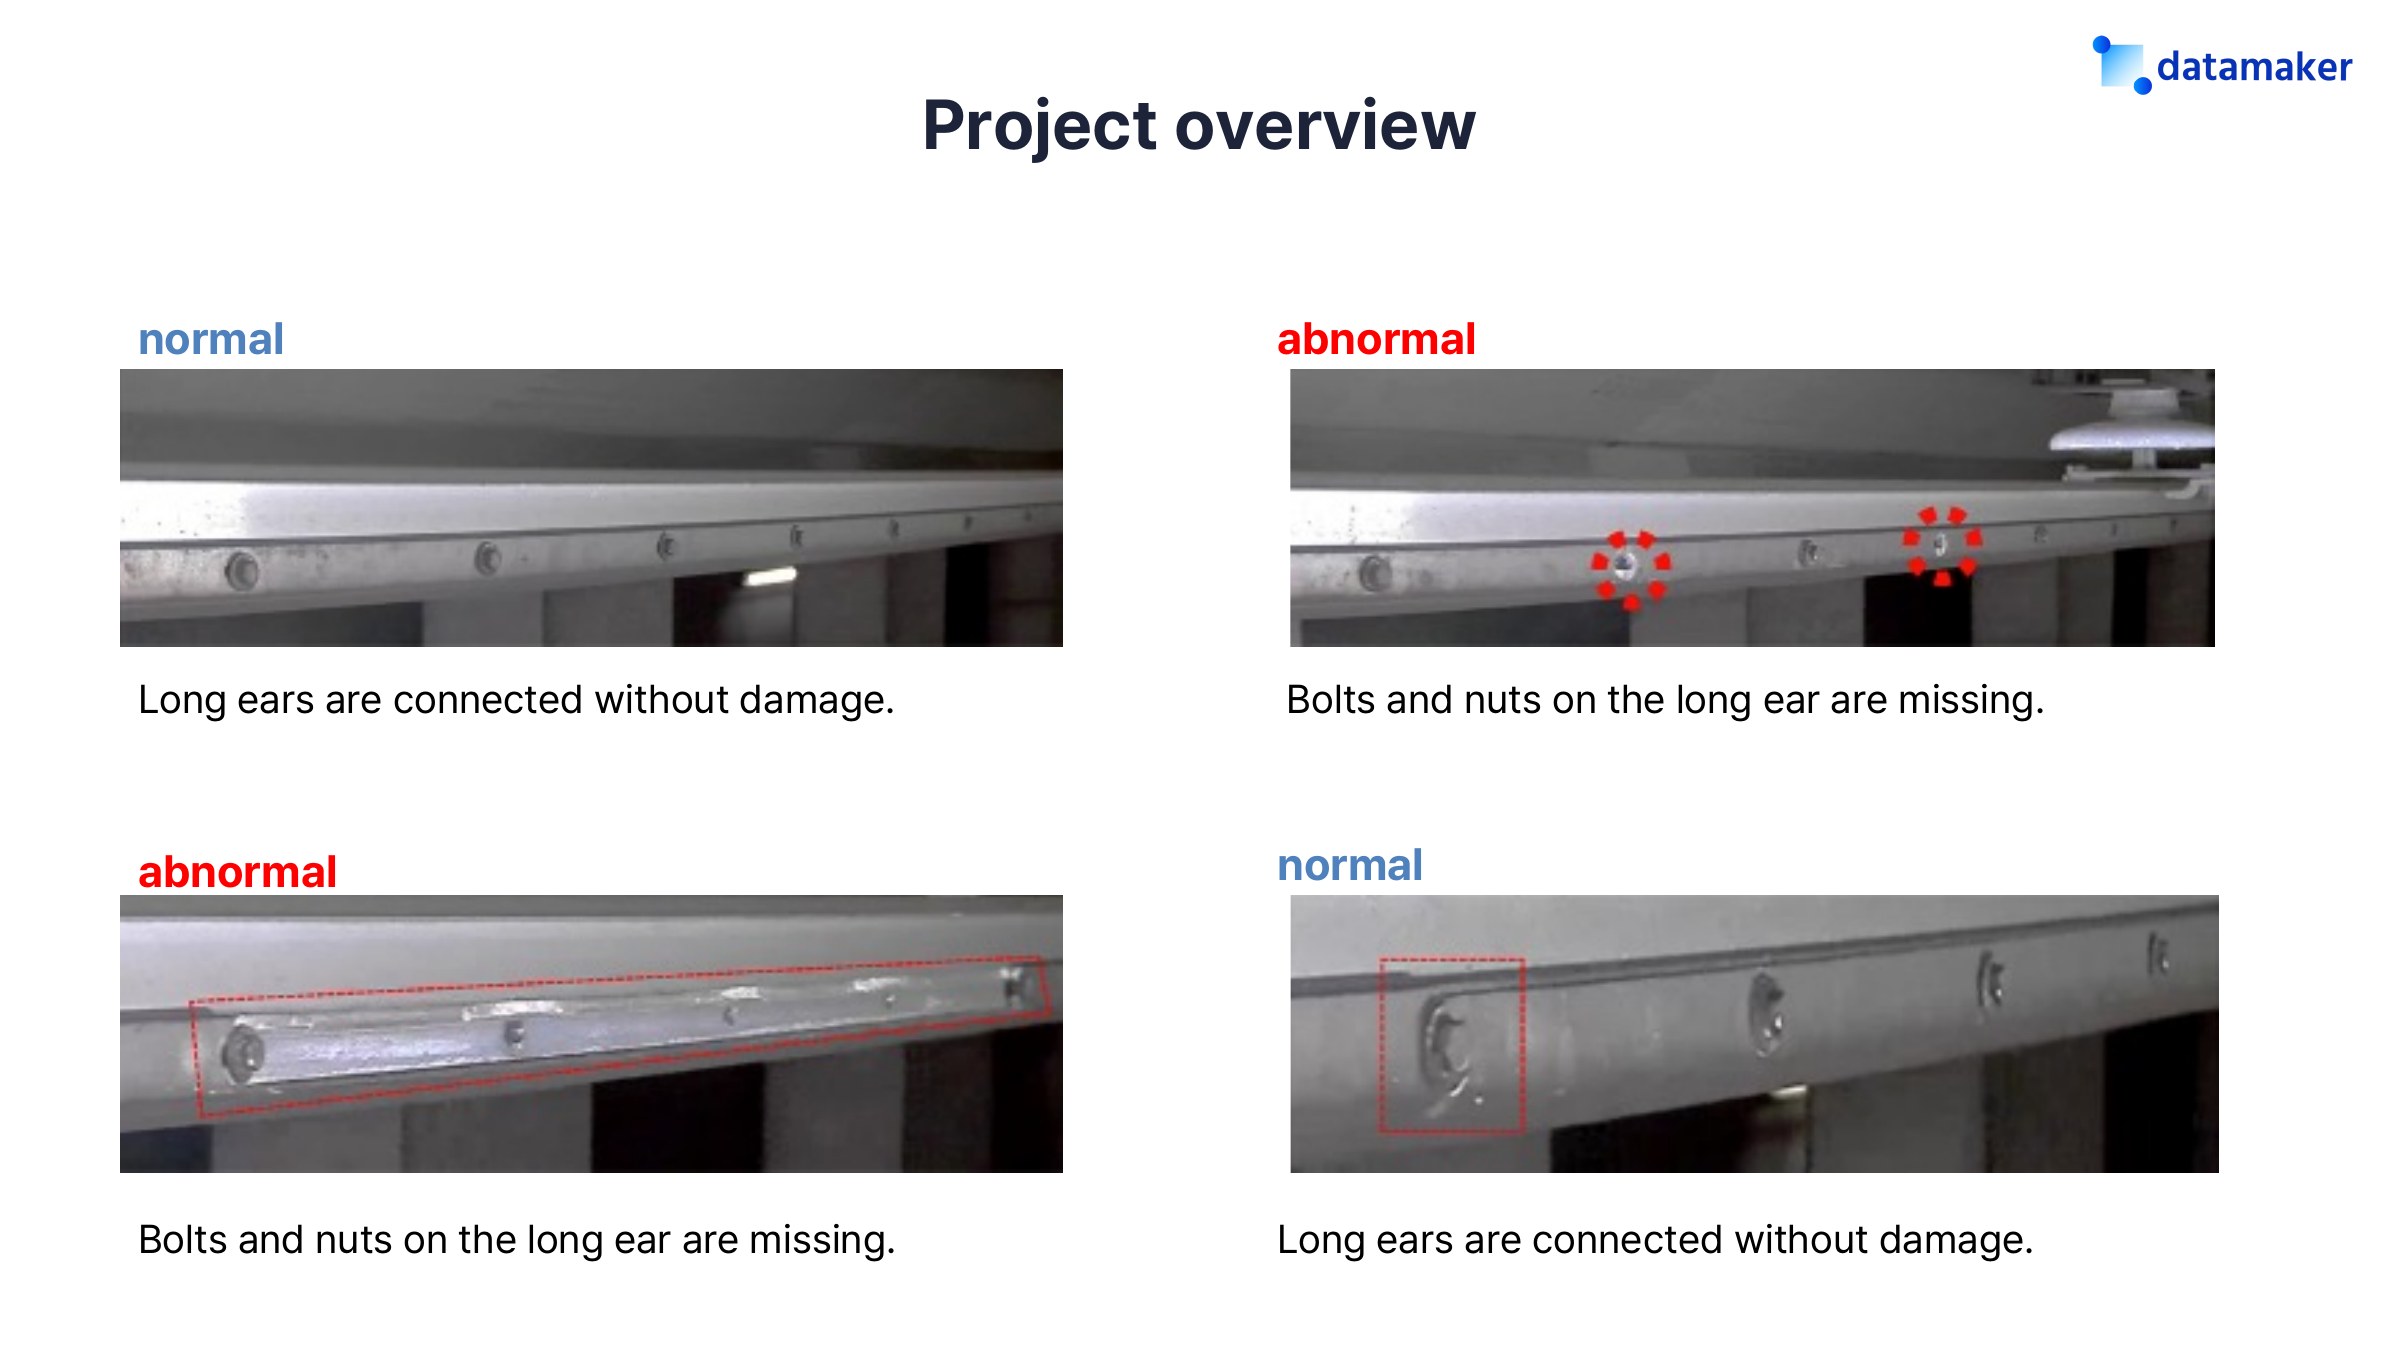 datamaker
Project overview
normal
abnormal
Long ears are connected without damage.
Bolts and nuts on the long ear are missing.
abnormal
normal
Bolts and nuts on the long ear are missing.
Long ears are connected without damage.